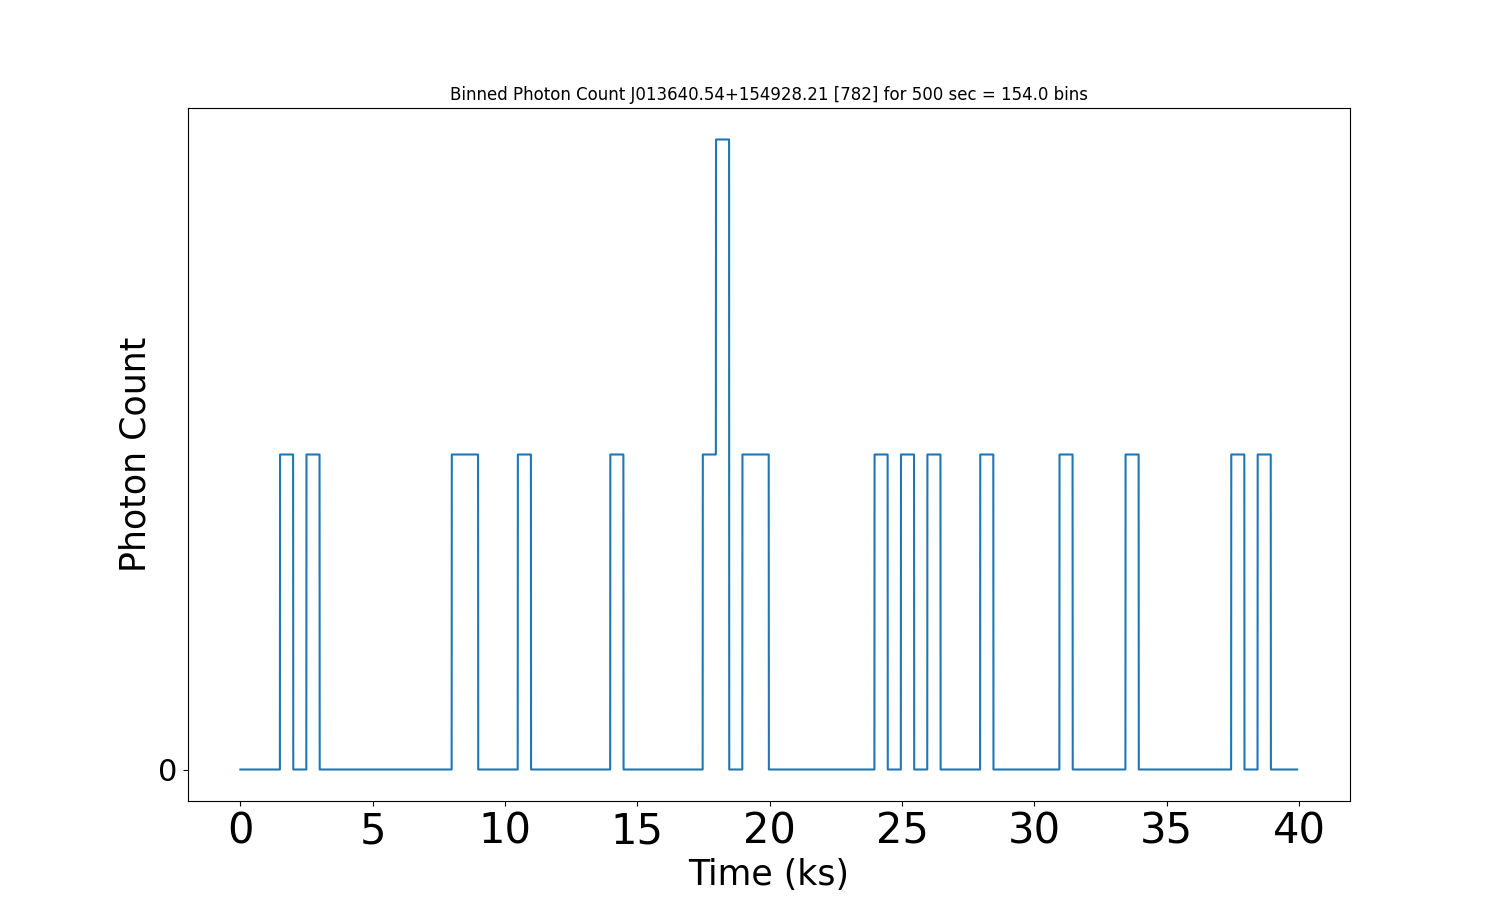 Binned Photon Count J013640.54+154928.21 [782] for 500 sec = 154.0 bins
Photon Count
0
0 5 10 15 20 25 30 35 40
Time (ks)